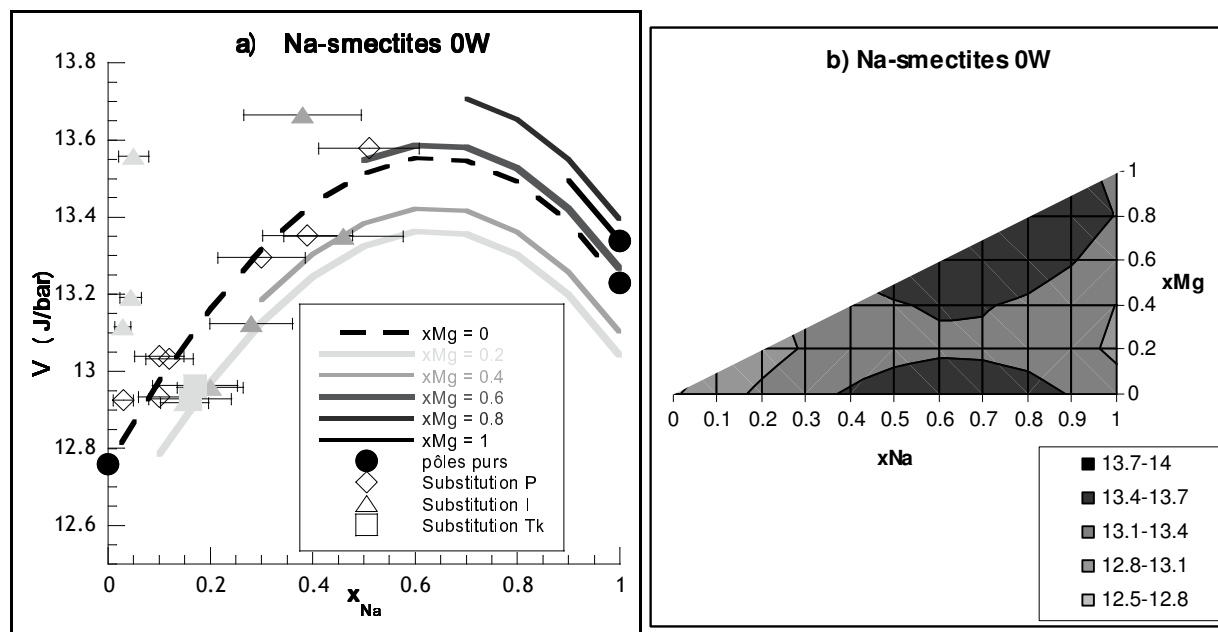 a) Na-smectites 0W
13.8
13.6
13.4
13.2
13
12.8
12.6
V (J/bar)
xMg = 0
xMg = 0.2
xMg = 0.4
xMg = 0.6
xMg = 0.8
xMg = 1
pôles purs
Substitution P
Substitution I
Substitution Tk
0 0.2 0.4 0.6 0.8 1
xNa
b) Na-smectites 0W
1
0.8
0.6
xMg
0.4
0.2
0
0 0.1 0.2 0.3 0.4 0.5 0.6 0.7 0.8 0.9 1
xNa
13.7-14
13.4-13.7
13.1-13.4
12.8-13.1
12.5-12.8